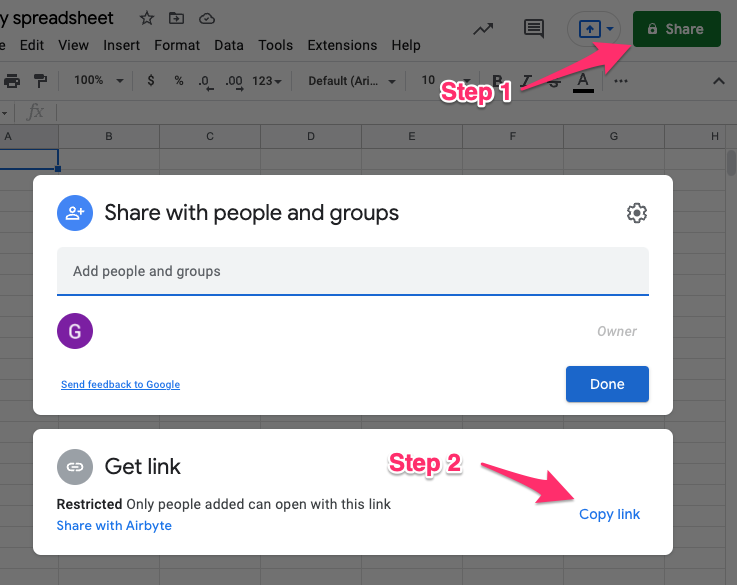 y spreadsheet
e Edit View Insert Format Data Tools Extensions Help
Share
100% $ % .0 .00 123 Default (Ari... 10 B I S A ...
Step 1
fx
A B C D E F G H
Share with people and groups
Add people and groups
G Owner
Send feedback to Google Done
Get link
Step 2
Restricted Only people added can open with this link
Copy link
Share with Airbyte